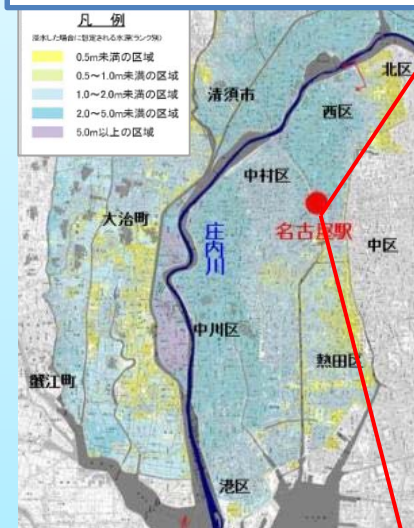 凡 例
浸水した場合に想定される水深(ランク別)
0.5m未満の区域
0.5～1.0m未満の区域
1.0～2.0m未満の区域
2.0～5.0m未満の区域
5.0m以上の区域
北区
清須市
西区
中村区
大治町
名古屋駅
庄内川
中区
中川区
熱田区
蟹江町
港区